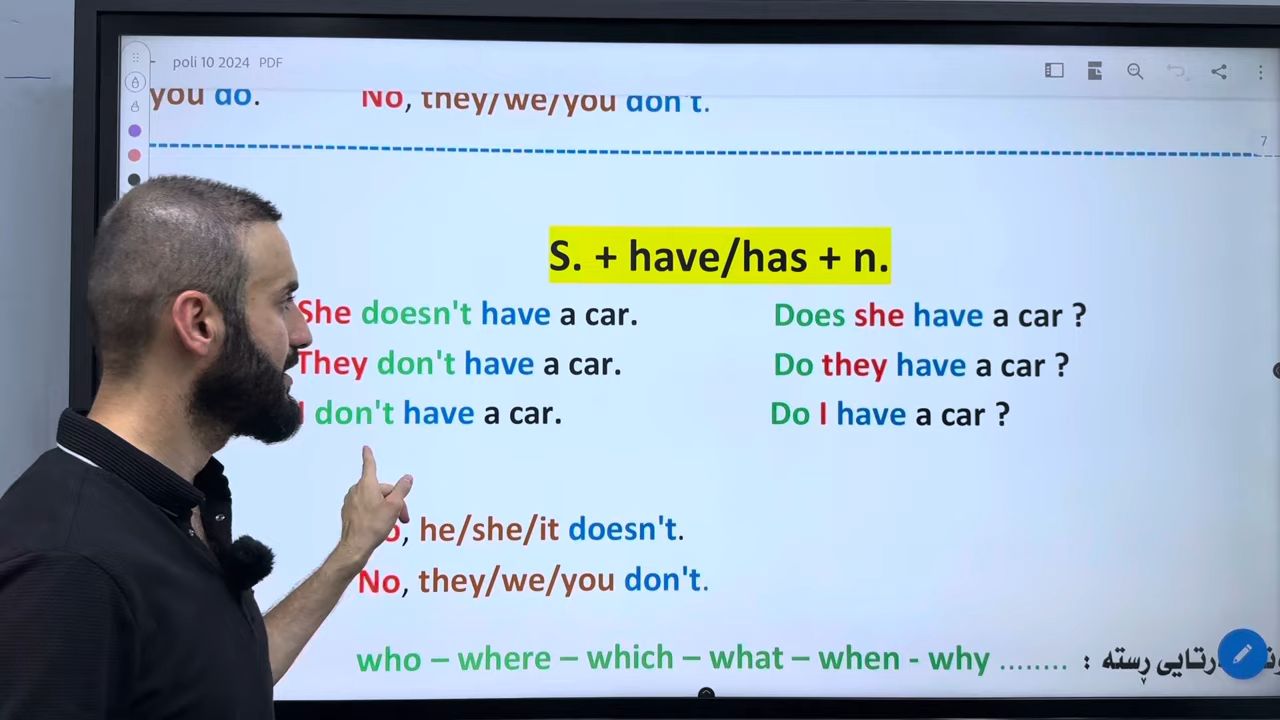 poli 10 2024 PDF
you do. No, they/we/you don't.
7
S. + have/has + n.
She doesn't have a car. Does she have a car ?
They don't have a car. Do they have a car ?
I don't have a car. Do I have a car ?
he/she/it doesn't.
No, they/we/you don't.
who – where – which – what – when - why ........ : ڕستە